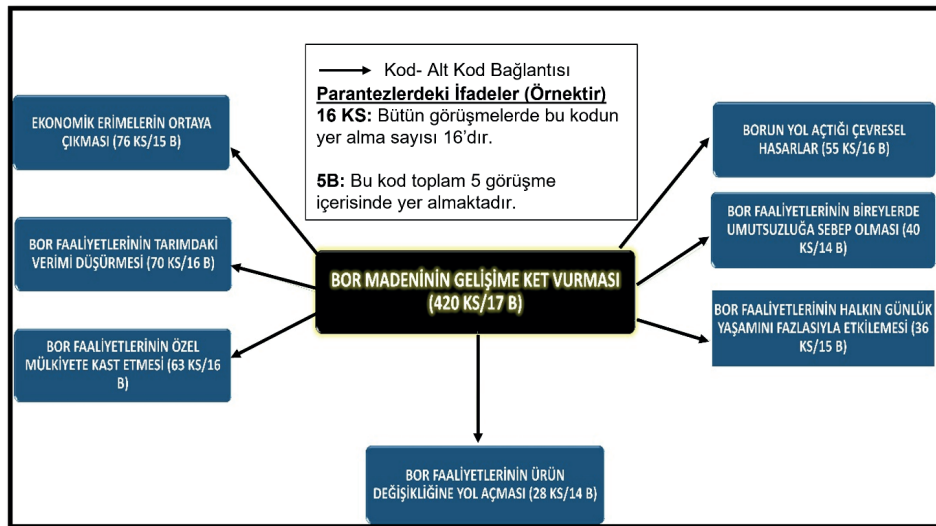 Kod- Alt Kod Bağlantısı
Parantezlerdeki İfadeler (Örnektir)
16 KS: Bütün görüşmelerde bu kodun
yer alma sayısı 16’dır.
5B: Bu kod toplam 5 görüşme
içerisinde yer almaktadır.
EKONOMİK ERİMELERİN ORTAYA
ÇIKMASI (76 KS/15 B)
BOR FAALİYETLERİNİN TARIMDAKİ
VERİMİ DÜŞÜRMESİ (70 KS/16 B)
BOR FAALİYETLERİNİN ÖZEL
MÜLKİYETE KAST ETMESİ (63 KS/16
B)
BOR MADENİNİN GELİŞİME KET VURMASI
(420 KS/17 B)
BORUN YOL AÇTIĞI ÇEVRESEL
HASARLAR (55 KS/16 B)
BOR FAALİYETLERİNİN BİREYLERDE
UMUTSUZLUĞA SEBEP OLMASI (40
KS/14 B)
BOR FAALİYETLERİNİN HALKIN GÜNLÜK
YAŞAMINI FAZLASIYLA ETKİLEMESİ (36
KS/15 B)
BOR FAALİYETLERİNİN ÜRÜN
DEĞİŞİKLİĞİNE YOL AÇMASI (28 KS/14 B)